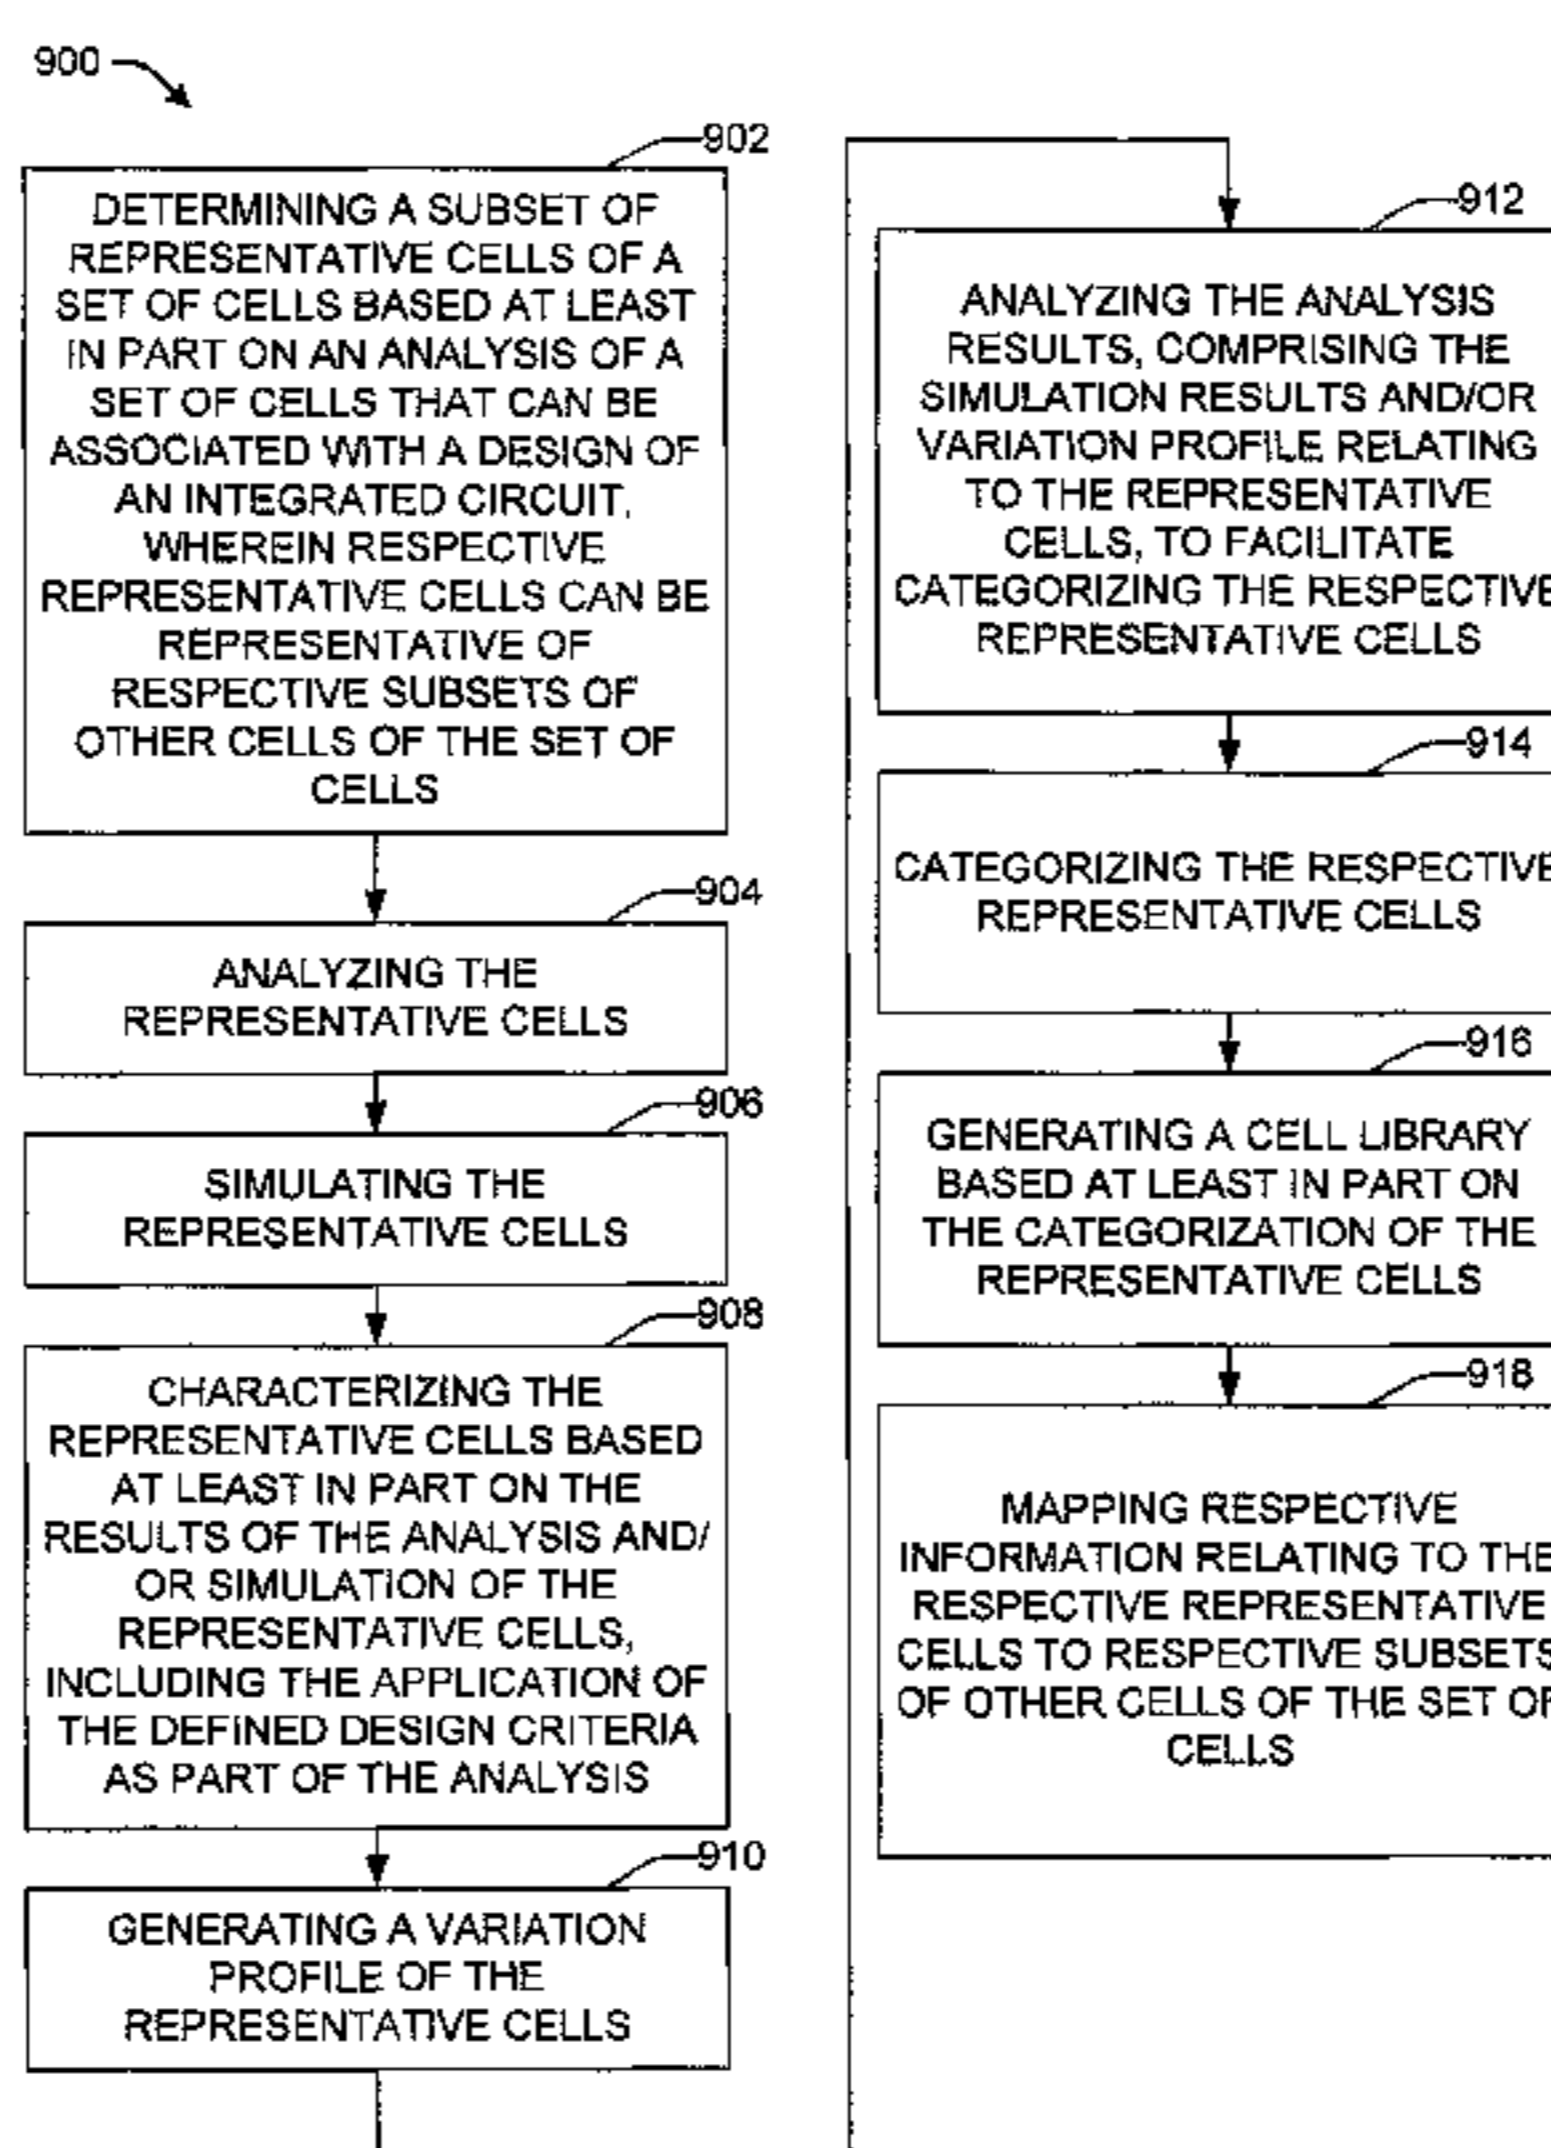 900
902
DETERMINING A SUBSET OF
REPRESENTATIVE CELLS OF A
SET OF CELLS BASED AT LEAST
IN PART ON AN ANALYSIS OF A
SET OF CELLS THAT CAN BE
ASSOCIATED WITH A DESIGN OF
AN INTEGRATED CIRCUIT,
WHEREIN RESPECTIVE
REPRESENTATIVE CELLS CAN BE
REPRESENTATIVE OF
RESPECTIVE SUBSETS OF
OTHER CELLS OF THE SET OF
CELLS
904
ANALYZING THE
REPRESENTATIVE CELLS
906
SIMULATING THE
REPRESENTATIVE CELLS
908
CHARACTERIZING THE
REPRESENTATIVE CELLS BASED
AT LEAST IN PART ON THE
RESULTS OF THE ANALYSIS AND/
OR SIMULATION OF THE
REPRESENTATIVE CELLS,
INCLUDING THE APPLICATION OF
THE DEFINED DESIGN CRITERIA
AS PART OF THE ANALYSIS
910
GENERATING A VARIATION
PROFILE OF THE
REPRESENTATIVE CELLS
912
ANALYZING THE ANALYSIS
RESULTS, COMPRISING THE
SIMULATION RESULTS AND/OR
VARIATION PROFILE RELATING
TO THE REPRESENTATIVE
CELLS, TO FACILITATE
CATEGORIZING THE RESPECTIVE
REPRESENTATIVE CELLS
914
CATEGORIZING THE RESPECTIVE
REPRESENTATIVE CELLS
916
GENERATING A CELL LIBRARY
BASED AT LEAST IN PART ON
THE CATEGORIZATION OF THE
REPRESENTATIVE CELLS
918
MAPPING RESPECTIVE
INFORMATION RELATING TO THE
RESPECTIVE REPRESENTATIVE
CELLS TO RESPECTIVE SUBSETS
OF OTHER CELLS OF THE SET OF
CELLS